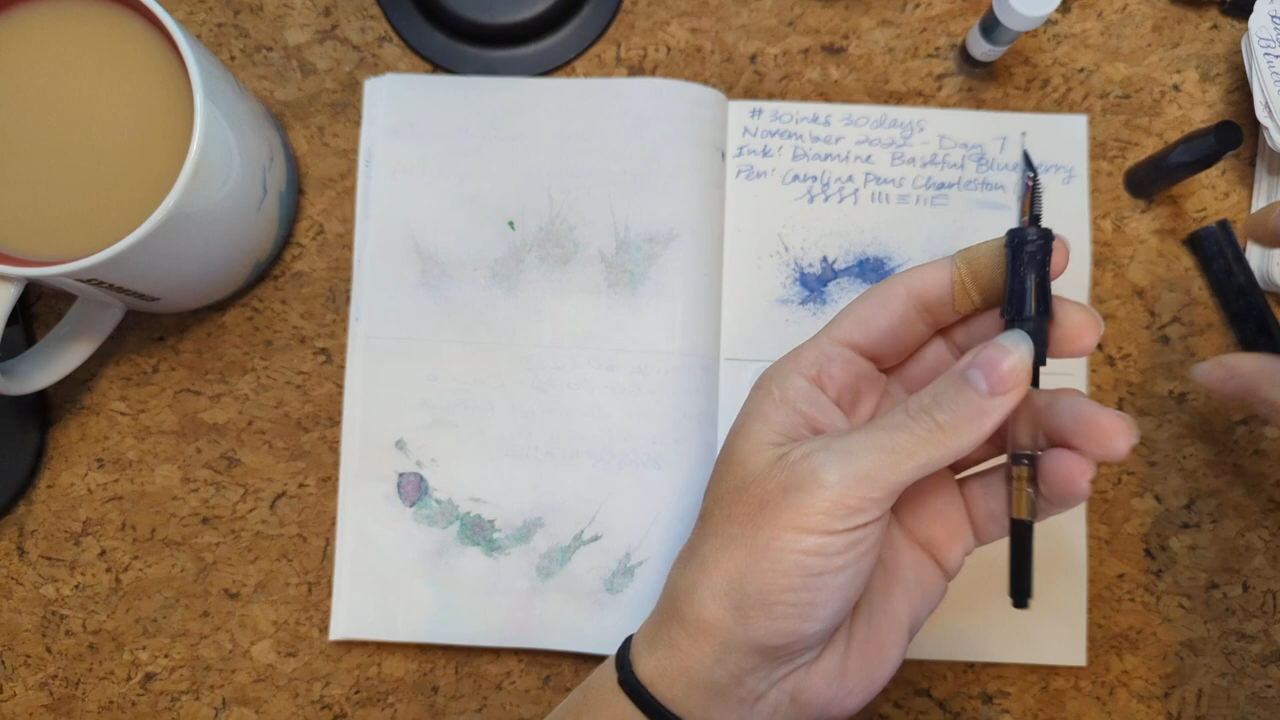 #30inks30days
November 2022 - Day 7
Ink: Diamine Bashful Blueberry
Pen: Carolina Pens Charleston